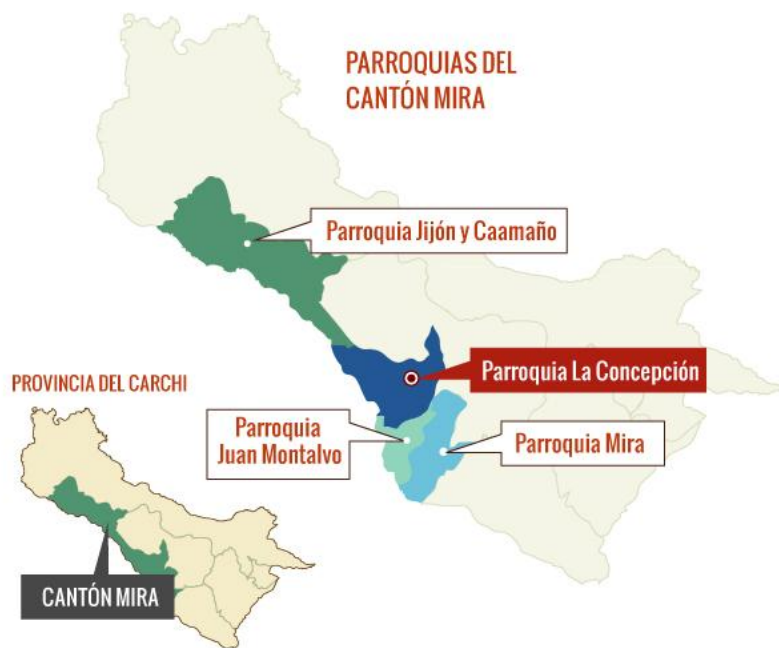 PARROQUIAS DEL
CANTÓN MIRA
Parroquia Jijón y Caamaño
Parroquia La Concepción
PROVINCIA DEL CARCHI
Parroquia
Juan Montalvo
Parroquia Mira
CANTÓN MIRA